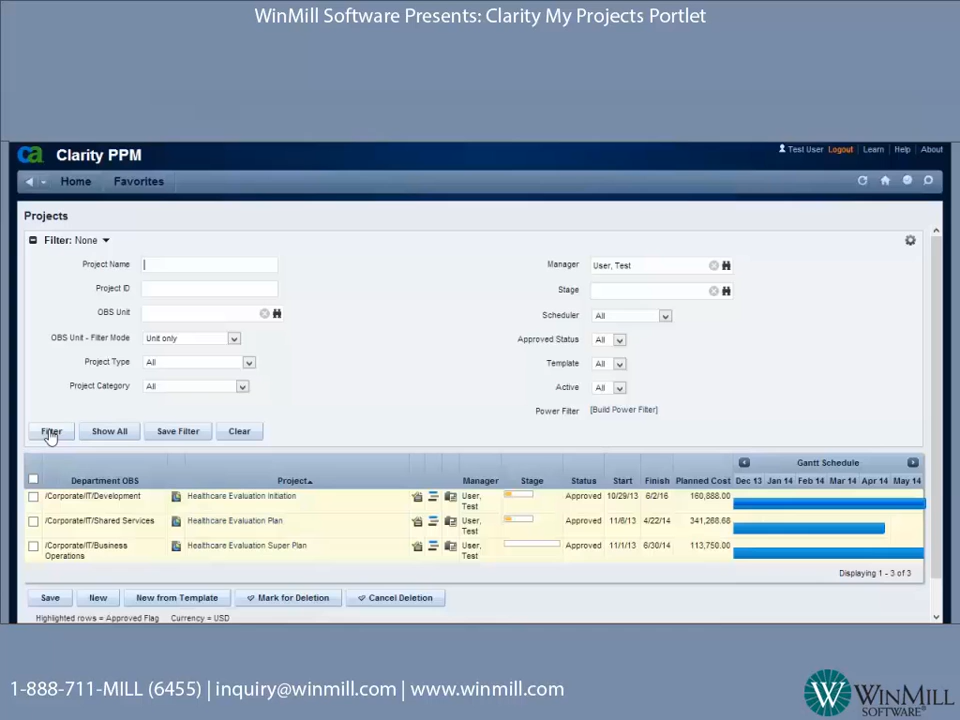 WinMill Software Presents: Clarity My Projects Portlet
ca Clarity PPM
Test User Logout Learn Help About
Home Favorites
Projects
Filter: None
Project Name
Project ID
OBS Unit
OBS Unit - Filter Mode Unit only
Project Type All
Project Category All
Manager User, Test
Stage
Scheduler All
Approved Status All
Template All
Active All
Power Filter [Build Power Filter]
Filter Show All Save Filter Clear
Gantt Schedule
Department OBS Project Manager Stage Status Start Finish Planned Cost Dec 13 Jan 14 Feb 14 Mar 14 Apr 14 May 14
/Corporate/IT/Development Healthcare Evaluation Initiation User, Test Approved 10/29/13 6/2/16 160,888.00
/Corporate/IT/Shared Services Healthcare Evaluation Plan User, Test Approved 11/6/13 4/22/14 341,268.68
/Corporate/IT/Business Operations Healthcare Evaluation Super Plan User, Test Approved 11/1/13 6/30/14 113,750.00
Displaying 1 - 3 of 3
Save New New from Template Mark for Deletion Cancel Deletion
Highlighted rows = Approved Flag Currency = USD
1-888-711-MILL (6455) | inquiry@winmill.com | www.winmill.com
W WINMILL SOFTWARE